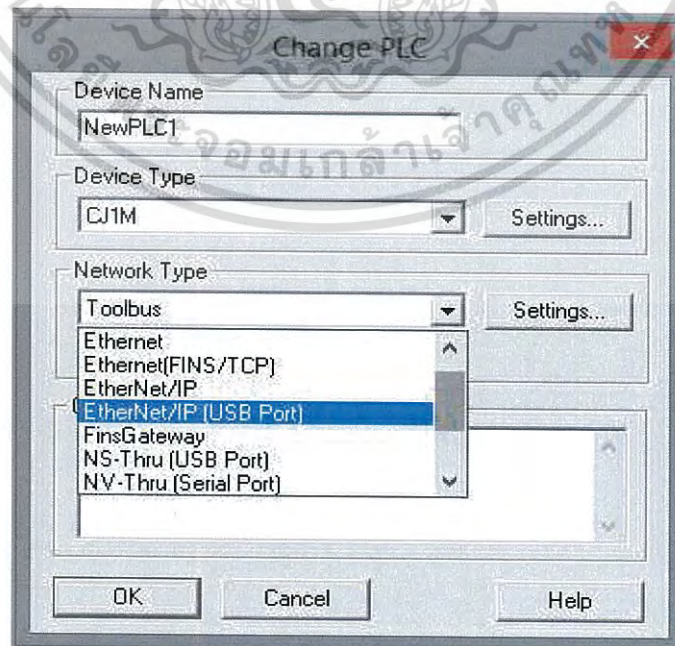 Change PLC
Device Name
NewPLC1
Device Type
CJ1M
Settings...
Network Type
Toolbus
Settings...
Ethernet
Ethernet(FINS/TCP)
EtherNet/IP
EtherNet/IP (USB Port)
FinsGateway
NS-Thru (USB Port)
NV-Thru (Serial Port)
OK
Cancel
Help